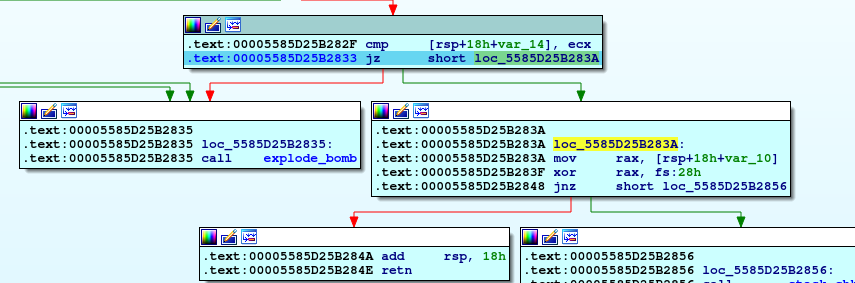 .text:00005585D25B282F cmp     [rsp+18h+var_14], ecx
.text:00005585D25B2833 jz      short loc_5585D25B283A
.text:00005585D25B2835
.text:00005585D25B2835 loc_5585D25B2835:
.text:00005585D25B2835 call    explode_bomb
.text:00005585D25B283A
.text:00005585D25B283A loc_5585D25B283A:
.text:00005585D25B283A mov     rax, [rsp+18h+var_10]
.text:00005585D25B283F xor     rax, fs:28h
.text:00005585D25B2848 jnz     short loc_5585D25B2856
.text:00005585D25B284A add     rsp, 18h
.text:00005585D25B284E retn
.text:00005585D25B2856
.text:00005585D25B2856 loc_5585D25B2856: